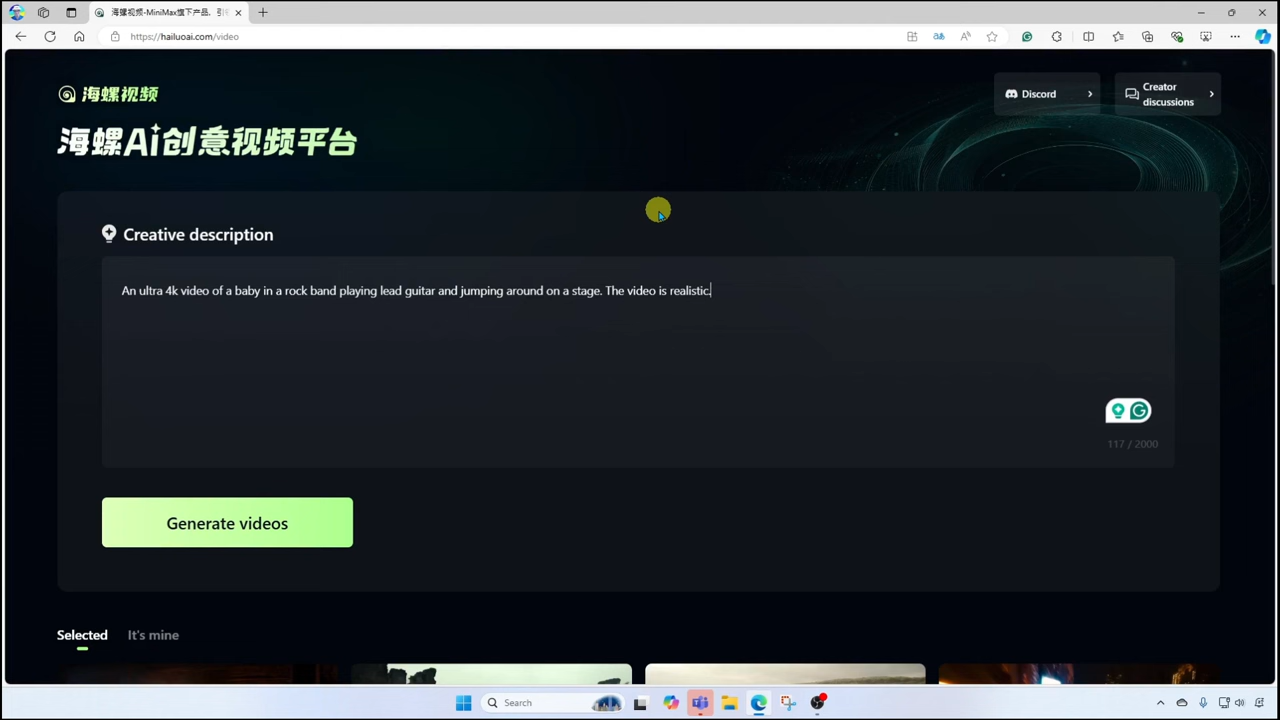 海螺视频-MiniMax旗下产品、引
https://hailuoai.com/video
海螺视频
海螺Ai创意视频平台
Discord
Creator
discussions
Creative description
An ultra 4k video of a baby in a rock band playing lead guitar and jumping around on a stage. The video is realistic.
117 / 2000
Generate videos
Selected
It's mine
Search